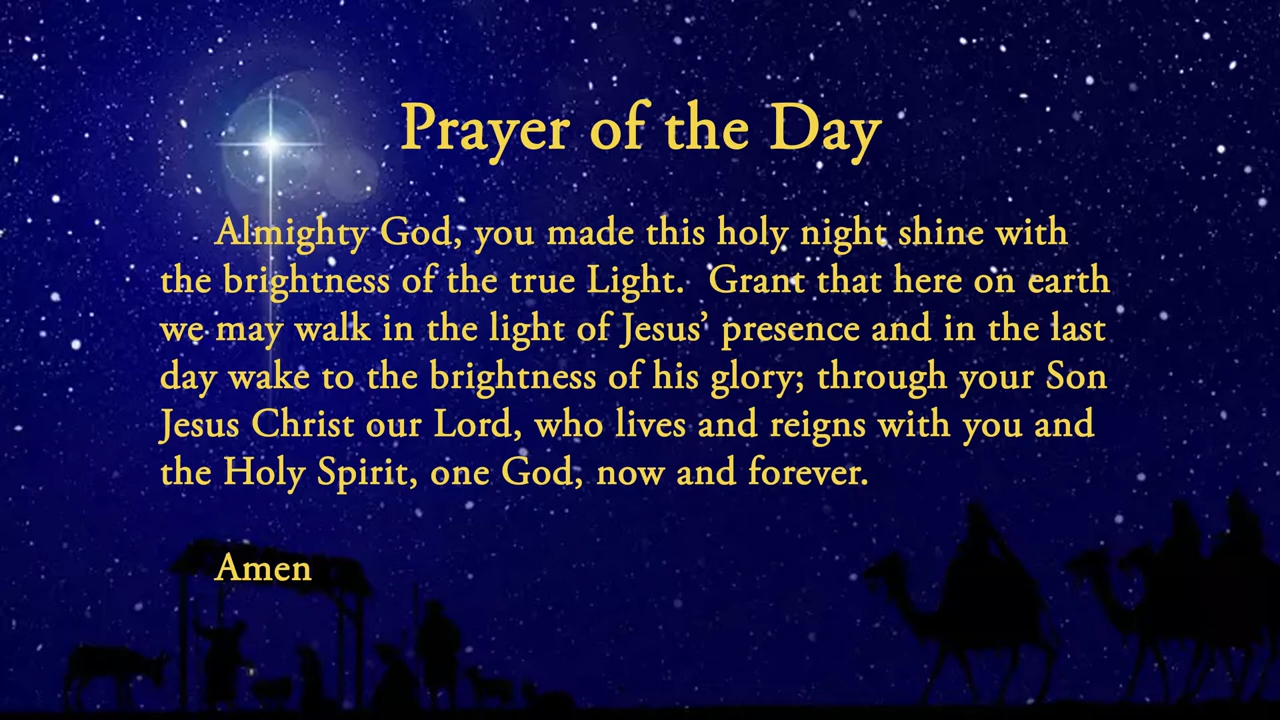 Prayer of the Day
Almighty God, you made this holy night shine with
the brightness of the true Light.  Grant that here on earth
we may walk in the light of Jesus’ presence and in the last
day wake to the brightness of his glory; through your Son
Jesus Christ our Lord, who lives and reigns with you and
the Holy Spirit, one God, now and forever.
Amen